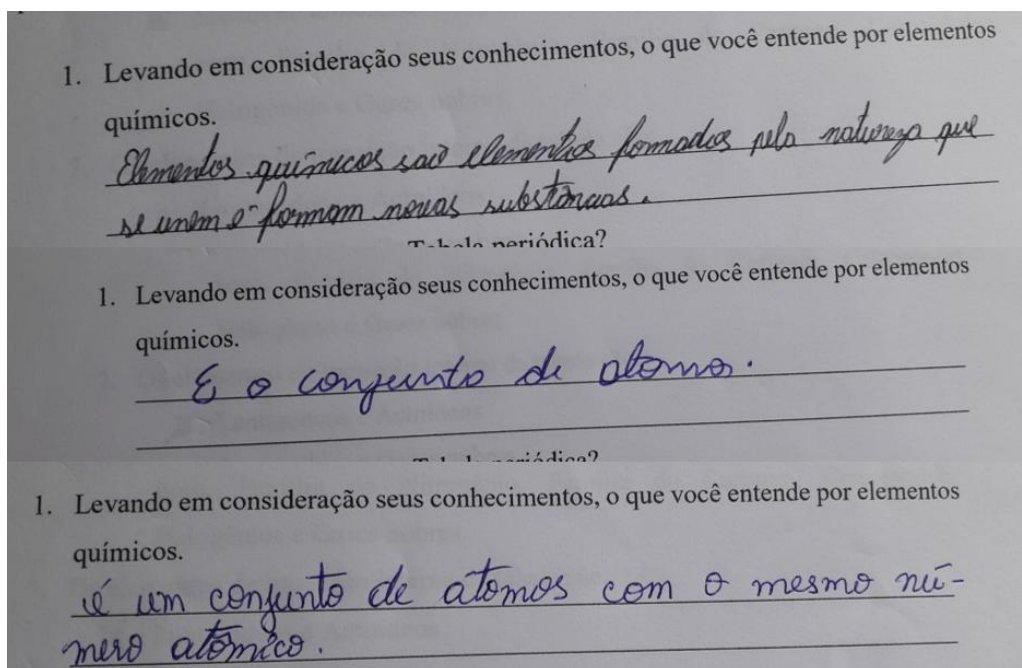 1. Levando em consideração seus conhecimentos, o que você entende por elementos
químicos.
Elementos químicos sao elementos formados pela natureza que
se unem e formam novas substâncias.
Tabela periódica?
1. Levando em consideração seus conhecimentos, o que você entende por elementos
químicos.
E o conjunto de atomos.
1. Levando em consideração seus conhecimentos, o que você entende por elementos
químicos.
é um conjunto de atomos com o mesmo nú-
mero atômico.